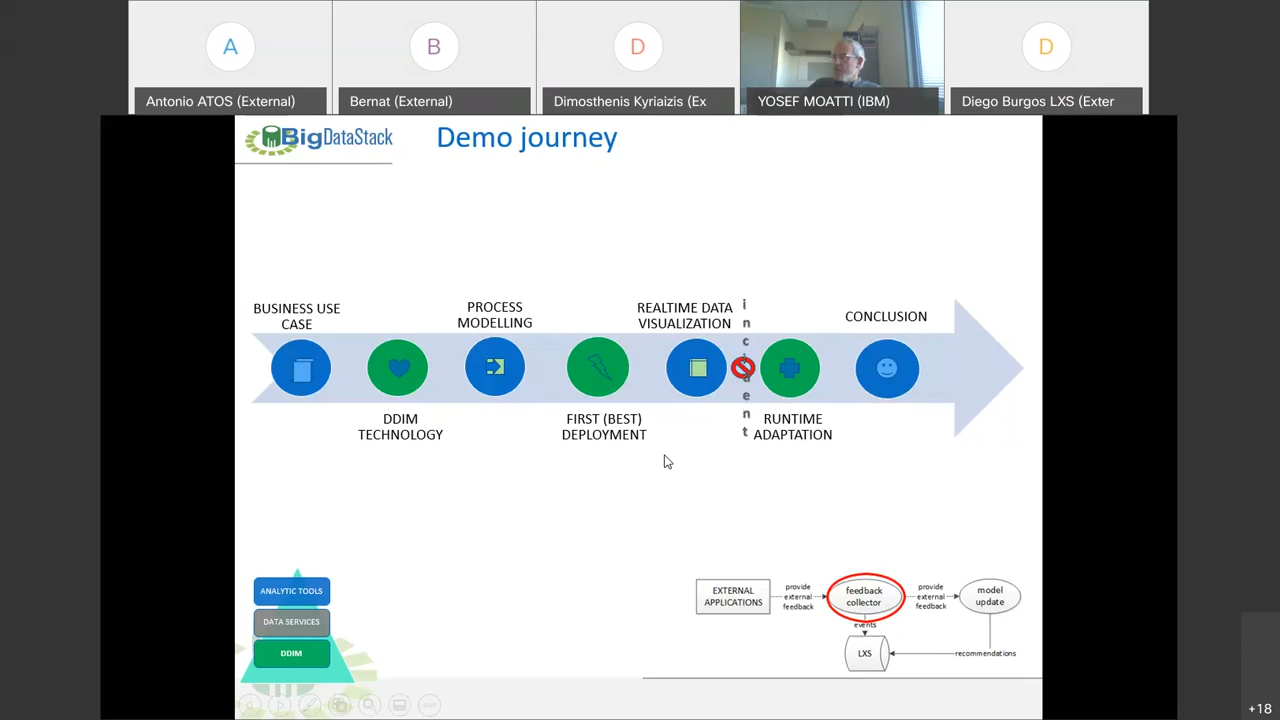 A
B
D
D
Antonio ATOS (External)
Bernat (External)
Dimosthenis Kyriaizis (Ex
YOSEF MOATTI (IBM)
Diego Burgos LXS (Exter
BigDataStack
Demo journey
BUSINESS USE
CASE
DDIM
TECHNOLOGY
PROCESS
MODELLING
FIRST (BEST)
DEPLOYMENT
REALTIME DATA
VISUALIZATION
incident
RUNTIME
ADAPTATION
CONCLUSION
ANALYTIC TOOLS
DATA SERVICES
DDIM
EXTERNAL
APPLICATIONS
provide
external
feedback
feedback
collector
provide
external
feedback
model
update
events
LXS
recommendations
+18